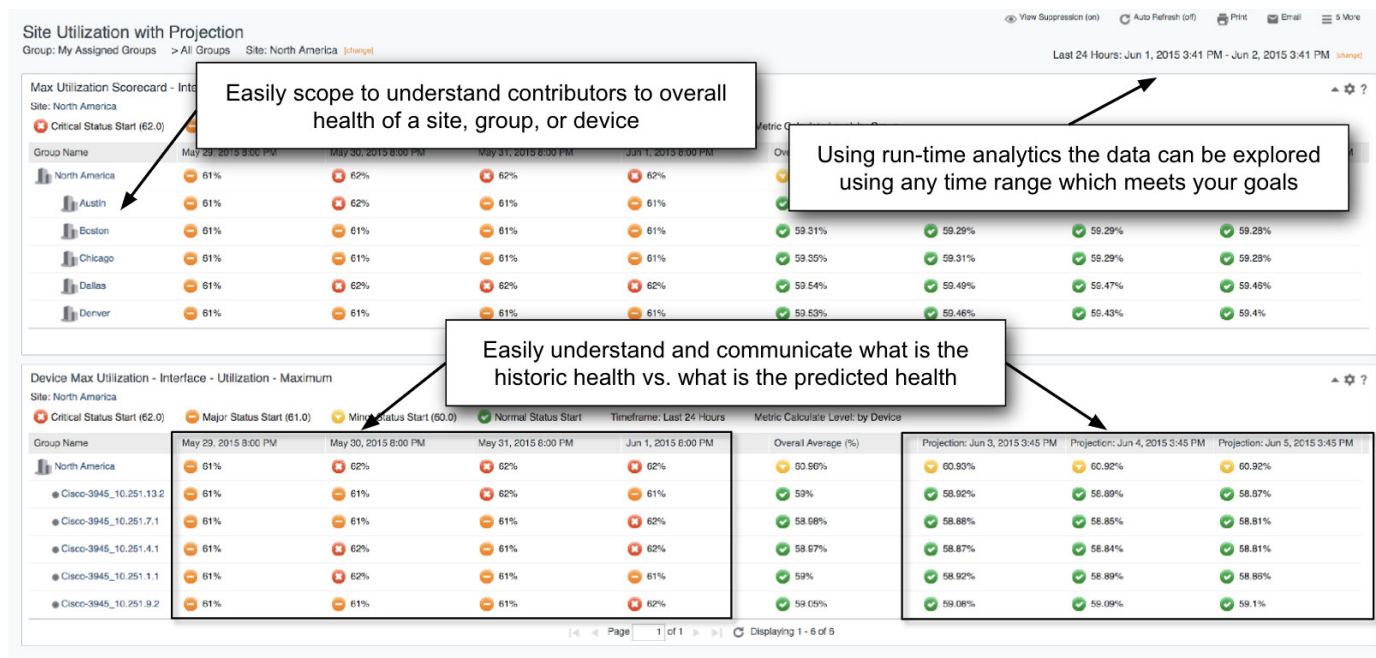 View Suppression (on) Auto Refresh (off) Print Email 5 More
Site Utilization with Projection
Group: My Assigned Groups > All Groups Site: North America [change]
Last 24 Hours: Jun 1, 2015 3:41 PM - Jun 2, 2015 3:41 PM [change]
Max Utilization Scorecard - Inte
Site: North America
Critical Status Start (62.0)
Easily scope to understand contributors to overall
health of a site, group, or device
Using run-time analytics the data can be explored
using any time range which meets your goals
Group Name May 29, 2015 8:00 PM May 30, 2015 8:00 PM May 31, 2015 8:00 PM Jun 1, 2015 8:00 PM
North America 61% 62% 62% 62%
Austin 61% 62% 61% 61%
Boston 61% 61% 61% 61% 59.31% 59.29% 59.29% 59.28%
Chicago 61% 61% 61% 61% 59.35% 59.31% 59.29% 59.28%
Dallas 61% 62% 62% 62% 59.54% 59.49% 59.47% 59.46%
Denver 61% 61% 61% 61% 59.53% 59.46% 59.43% 59.4%
Easily understand and communicate what is the
historic health vs. what is the predicted health
Device Max Utilization - Interface - Utilization - Maximum
Site: North America
Critical Status Start (62.0) Major Status Start (61.0) Minor Status Start (60.0) Normal Status Start Timeframe: Last 24 Hours Metric Calculate Level: by Device
Group Name May 29, 2015 8:00 PM May 30, 2015 8:00 PM May 31, 2015 8:00 PM Jun 1, 2015 8:00 PM Overall Average (%) Projection: Jun 3, 2015 3:45 PM Projection: Jun 4, 2015 3:45 PM Projection: Jun 5, 2015 3:45 PM
North America 61% 62% 62% 62% 60.96% 60.93% 60.92% 60.92%
Cisco-3945_10.251.13.2 61% 61% 62% 61% 59% 58.92% 58.89% 58.87%
Cisco-3945_10.251.7.1 61% 61% 61% 62% 58.98% 58.88% 58.85% 58.81%
Cisco-3945_10.251.4.1 61% 62% 61% 62% 58.97% 58.87% 58.84% 58.81%
Cisco-3945_10.251.1.1 61% 62% 61% 61% 59% 58.92% 58.89% 58.86%
Cisco-3945_10.251.9.2 61% 61% 61% 62% 59.05% 59.08% 59.09% 59.1%
Page 1 of 1 Displaying 1 - 6 of 6